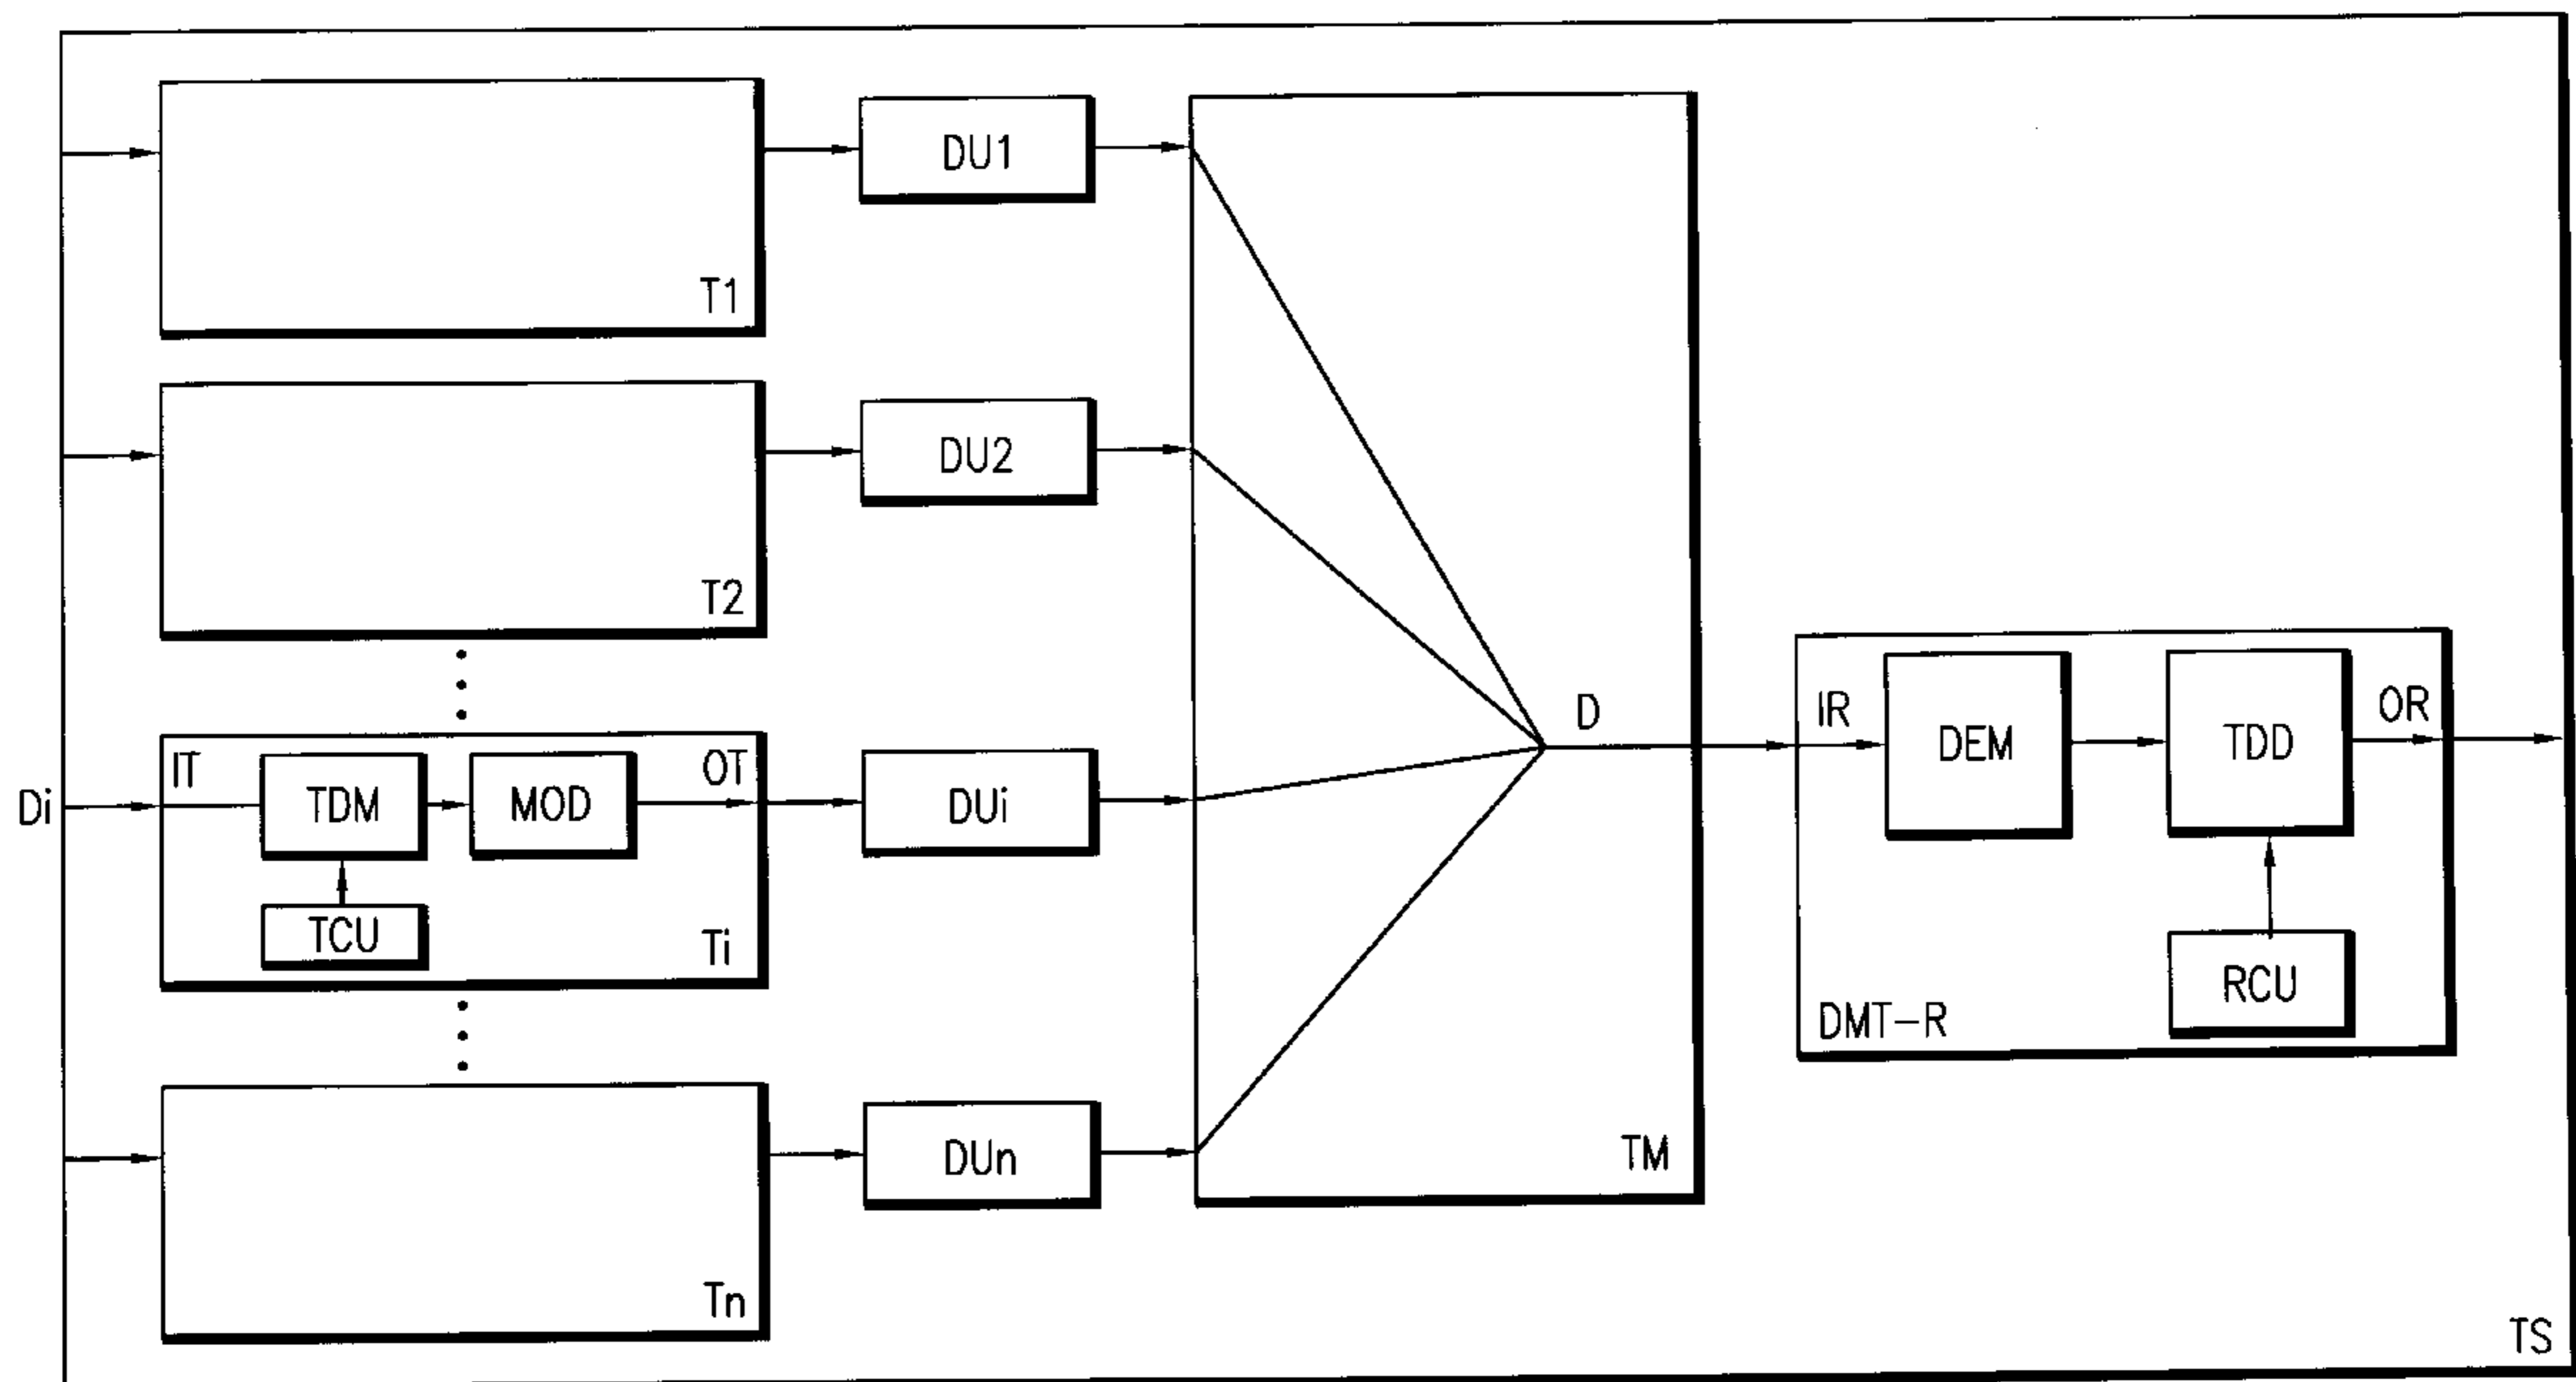 DU1
T1
DU2
T2
Di
IT
TDM
MOD
OT
TCU
Ti
DUi
D
IR
DEM
TDD
OR
RCU
DMT-R
DUn
Tn
TM
TS